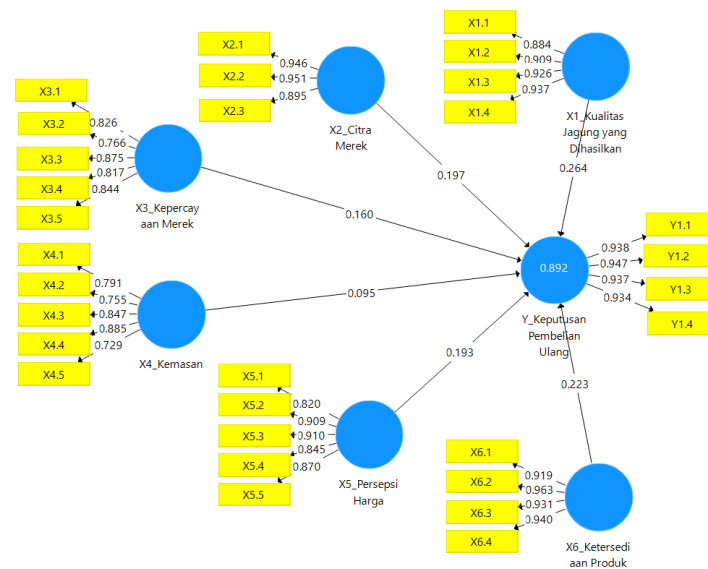 X1.1
X1.2
X1.3
X1.4
0.884
0.909
0.926
0.937
X1_Kualitas
Jagung yang
Dihasilkan
0.264
X2.1
X2.2
X2.3
0.946
0.951
0.895
X2_Citra
Merek
0.197
X3.1
X3.2
X3.3
X3.4
X3.5
0.826
0.766
0.875
0.817
0.844
X3_Kepercay
aan Merek
0.160
X4.1
X4.2
X4.3
X4.4
X4.5
0.791
0.755
0.847
0.885
0.729
X4_Kemasan
0.095
X5.1
X5.2
X5.3
X5.4
X5.5
0.820
0.909
0.910
0.845
0.870
X5_Persepsi
Harga
0.193
X6.1
X6.2
X6.3
X6.4
0.919
0.963
0.931
0.940
X6_Ketersedi
aan Produk
0.223
0.892
Y_Keputusan
Pembelian
Ulang
0.938
0.947
0.937
0.934
Y1.1
Y1.2
Y1.3
Y1.4